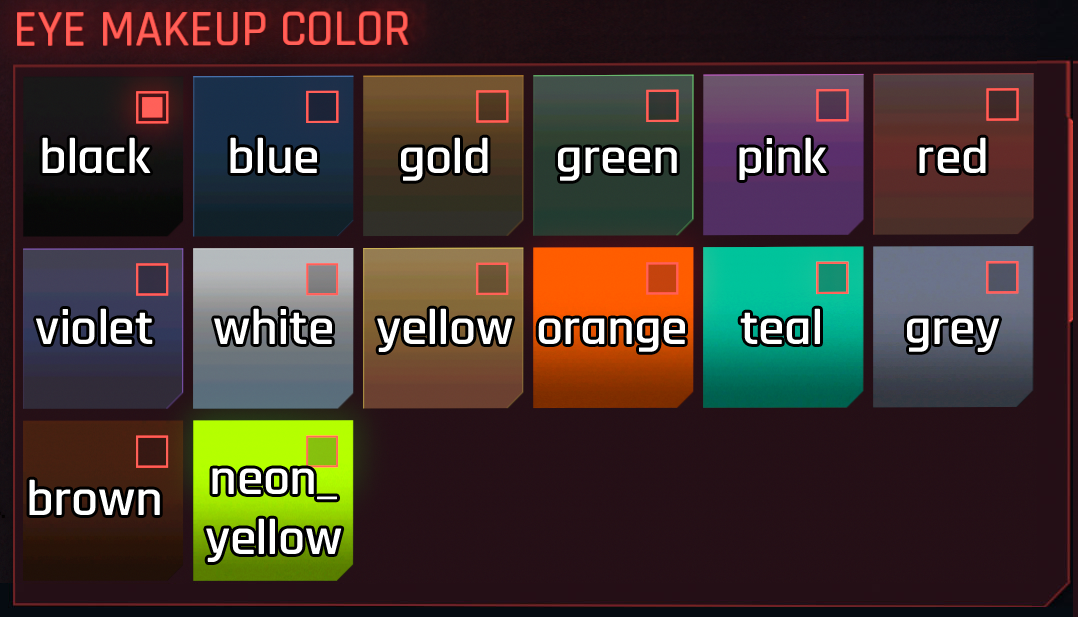 EYE MAKEUP COLOR
black blue gold green pink red
violet white yellow orange teal grey
brown neon_
yellow